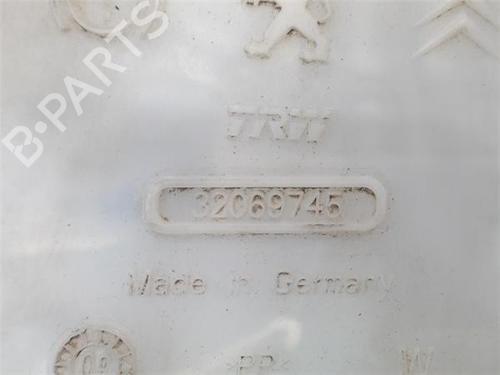 B-PARTS
TRW
32069745
Made in Germany
09
>PP<
W